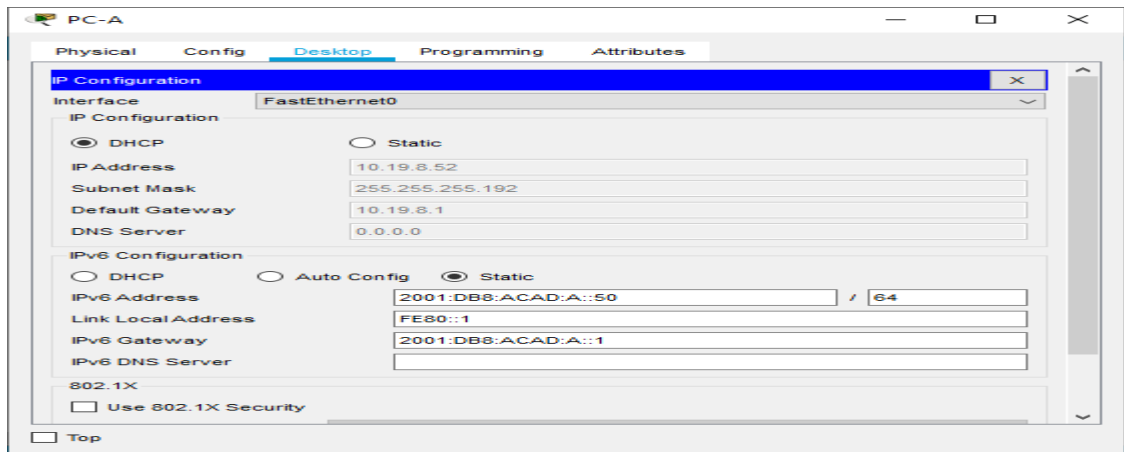 PC-A
Physical Config Desktop Programming Attributes
IP Configuration X
Interface FastEthernet0
IP Configuration
DHCP Static
IP Address 10.19.8.52
Subnet Mask 255.255.255.192
Default Gateway 10.19.8.1
DNS Server 0.0.0.0
IPv6 Configuration
DHCP Auto Config Static
IPv6 Address 2001:DB8:ACAD:A::50 / 64
Link Local Address FE80::1
IPv6 Gateway 2001:DB8:ACAD:A::1
IPv6 DNS Server
802.1X
Use 802.1X Security
Top